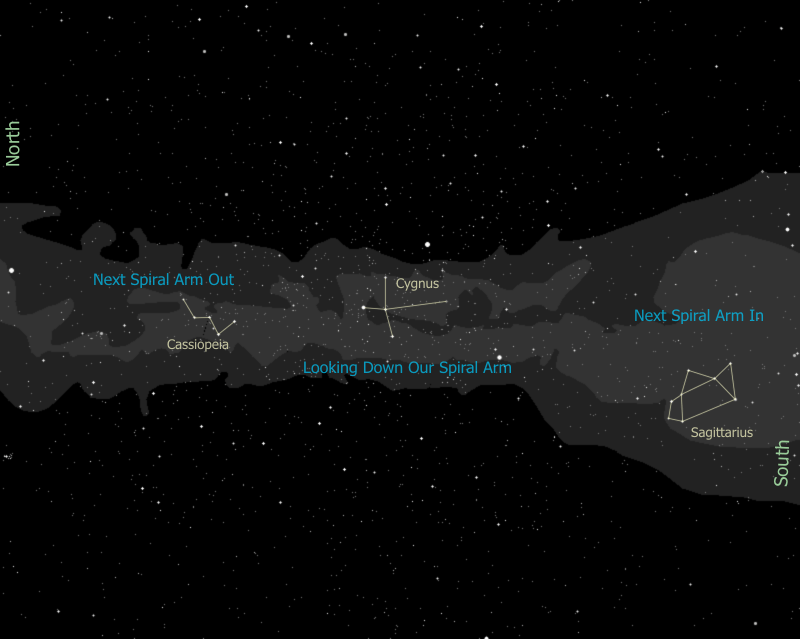 North
Next Spiral Arm Out
Cygnus
Next Spiral Arm In
Cassiopeia
Looking Down Our Spiral Arm
Sagittarius
South